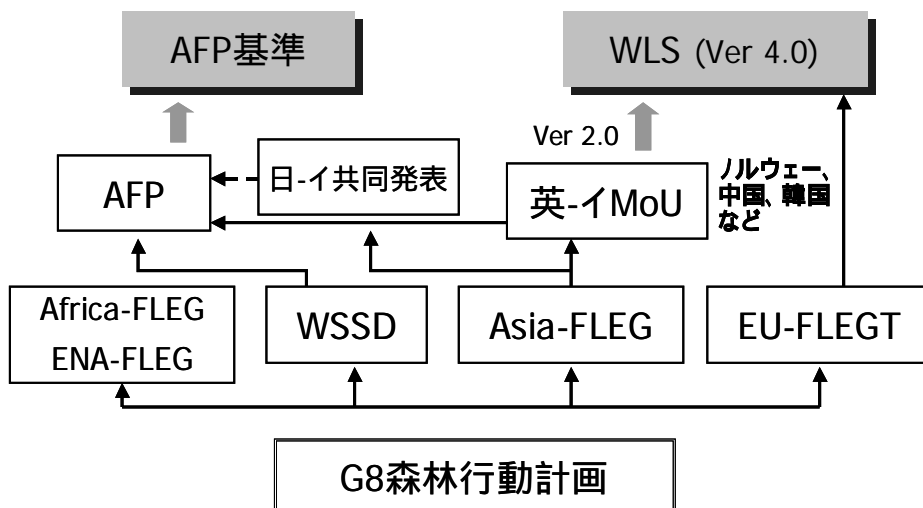 AFP基準
WLS (Ver 4.0)
Ver 2.0
AFP
日-イ共同発表
英-イMoU
ノルウェー、
中国、韓国
など
Africa-FLEG
ENA-FLEG
WSSD
Asia-FLEG
EU-FLEGT
G8森林行動計画